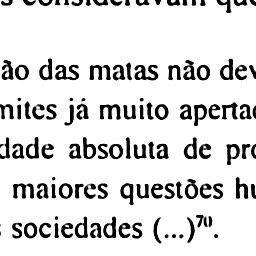 s consideravam que
ão das matas não dev
mites já muito aperta
dade absoluta de pro
maiores questões hu
sociedades (...)⁷⁰.